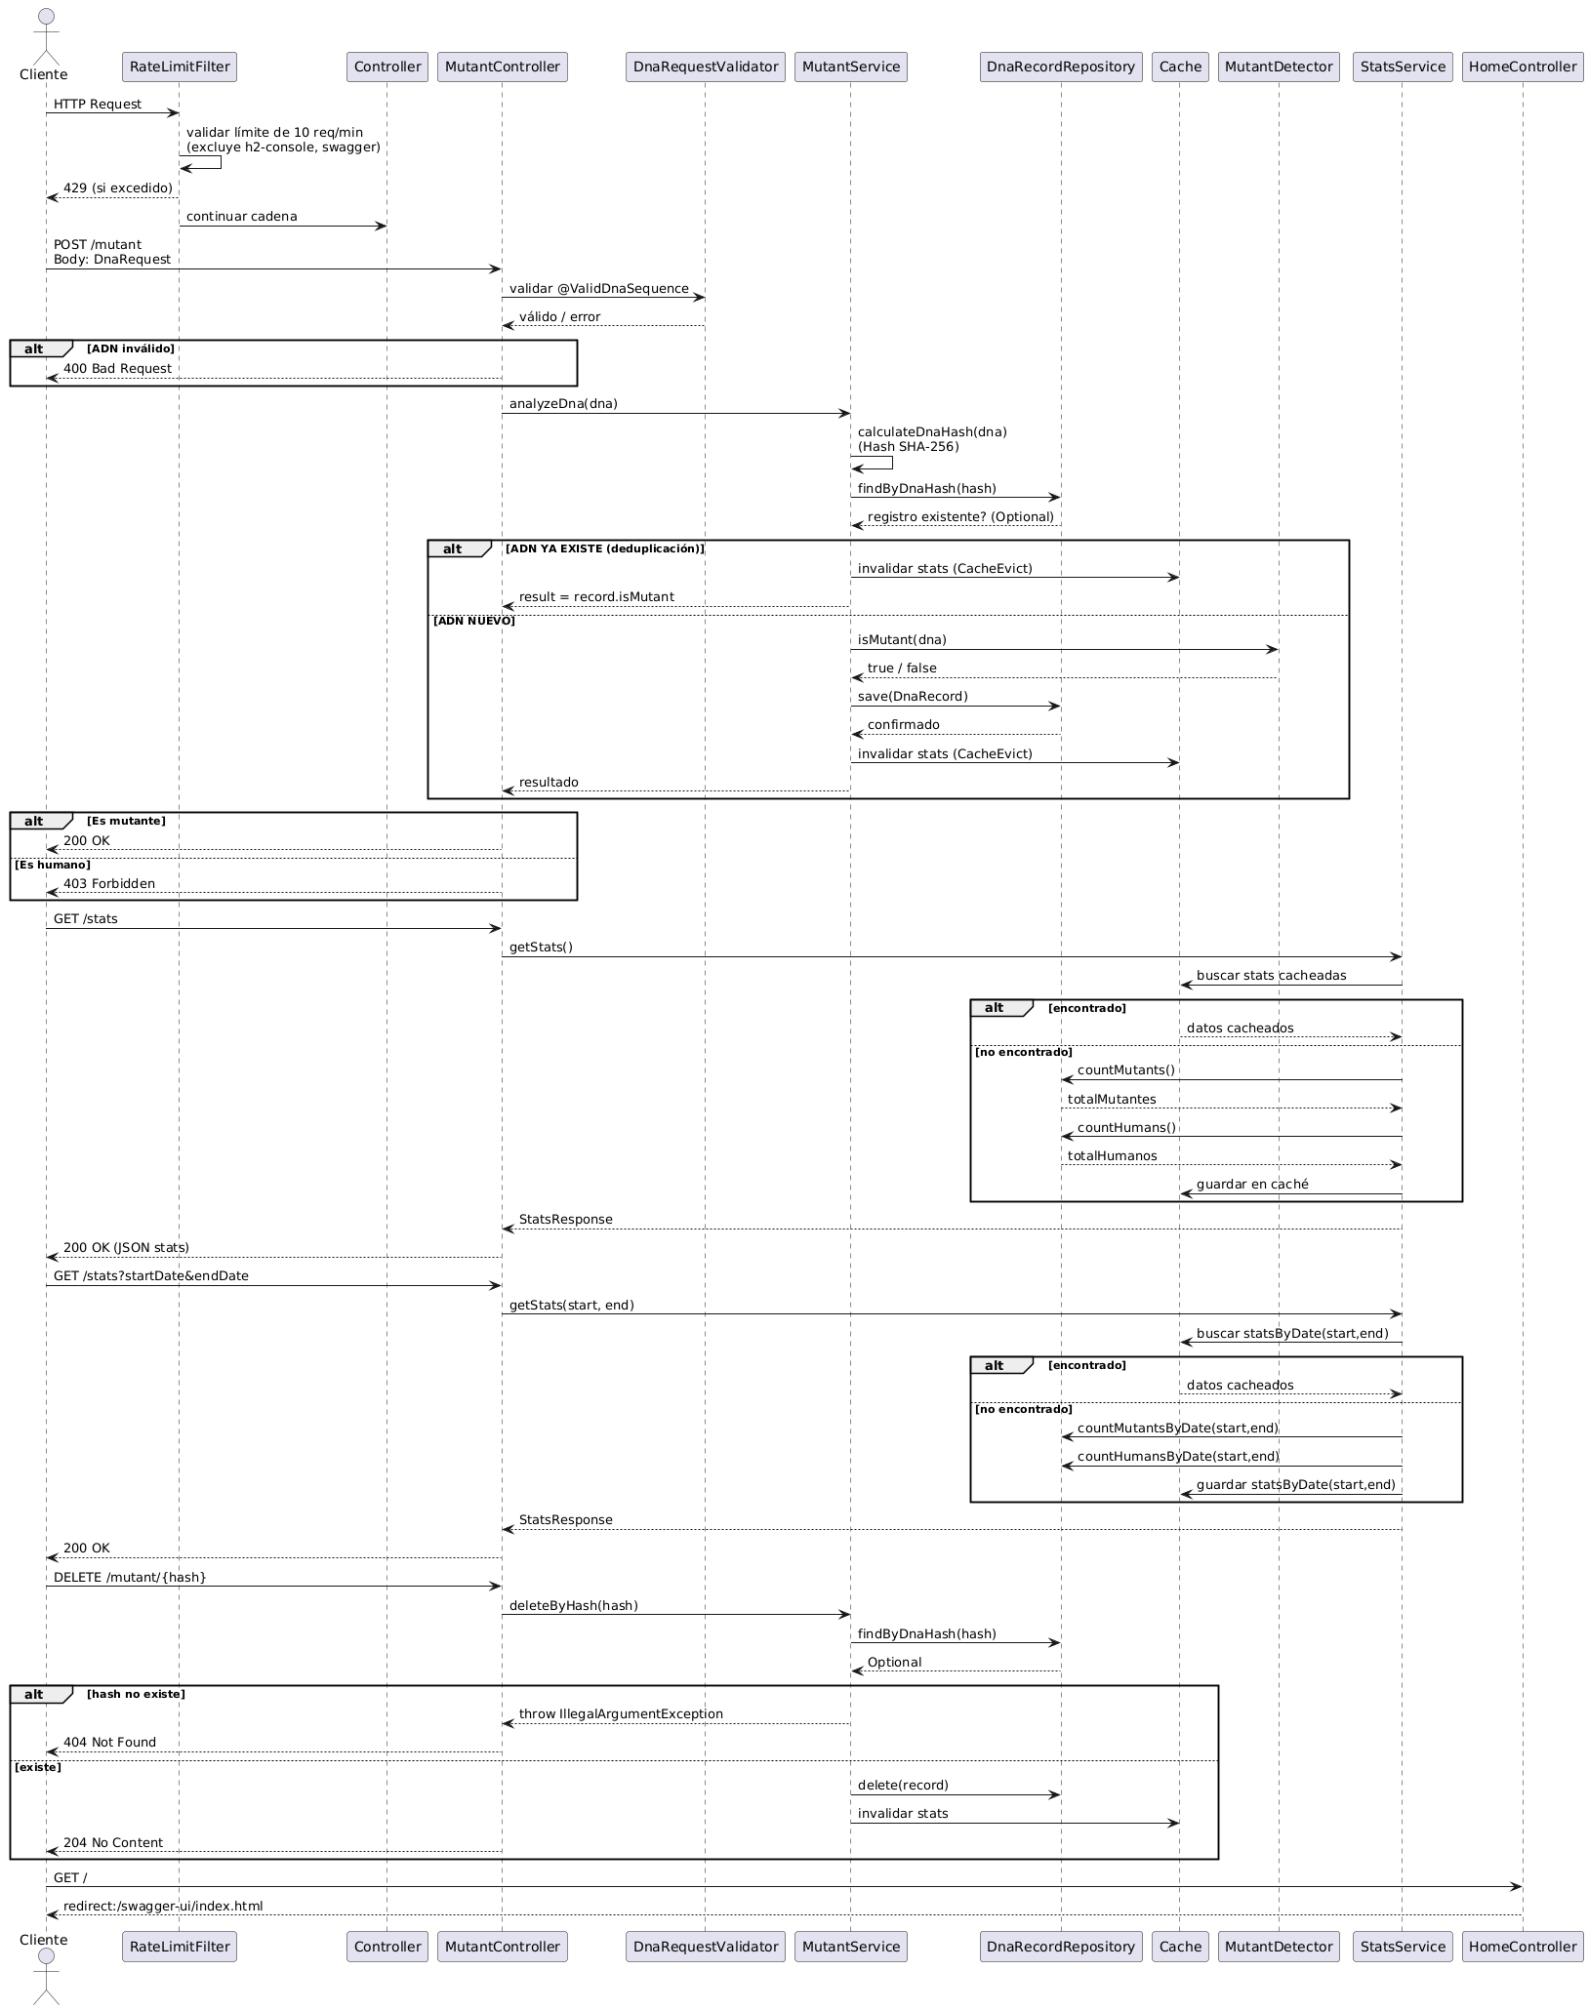 Cliente
RateLimitFilter
Controller
MutantController
DnaRequestValidator
MutantService
DnaRecordRepository
Cache
MutantDetector
StatsService
HomeController
HTTP Request
validar límite de 10 req/min
(excluye h2-console, swagger)
429 (si excedido)
continuar cadena
POST /mutant
Body: DnaRequest
validar @ValidDnaSequence
válido / error
alt [ADN inválido]
400 Bad Request
analyzeDna(dna)
calculateDnaHash(dna)
(Hash SHA-256)
findByDnaHash(hash)
registro existente? (Optional)
alt [ADN YA EXISTE (deduplicación)]
invalidar stats (CacheEvict)
result = record.isMutant
[ADN NUEVO]
isMutant(dna)
true / false
save(DnaRecord)
confirmado
invalidar stats (CacheEvict)
resultado
alt [Es mutante]
200 OK
[Es humano]
403 Forbidden
GET /stats
getStats()
buscar stats cacheadas
alt [encontrado]
datos cacheados
[no encontrado]
countMutants()
totalMutantes
countHumans()
totalHumanos
guardar en caché
StatsResponse
200 OK (JSON stats)
GET /stats?startDate&endDate
getStats(start, end)
buscar statsByDate(start,end)
alt [encontrado]
datos cacheados
[no encontrado]
countMutantsByDate(start,end)
countHumansByDate(start,end)
guardar statsByDate(start,end)
StatsResponse
200 OK
DELETE /mutant/{hash}
deleteByHash(hash)
findByDnaHash(hash)
Optional
alt [hash no existe]
throw IllegalArgumentException
404 Not Found
[existe]
delete(record)
invalidar stats
204 No Content
GET /
redirect:/swagger-ui/index.html
Cliente
RateLimitFilter
Controller
MutantController
DnaRequestValidator
MutantService
DnaRecordRepository
Cache
MutantDetector
StatsService
HomeController